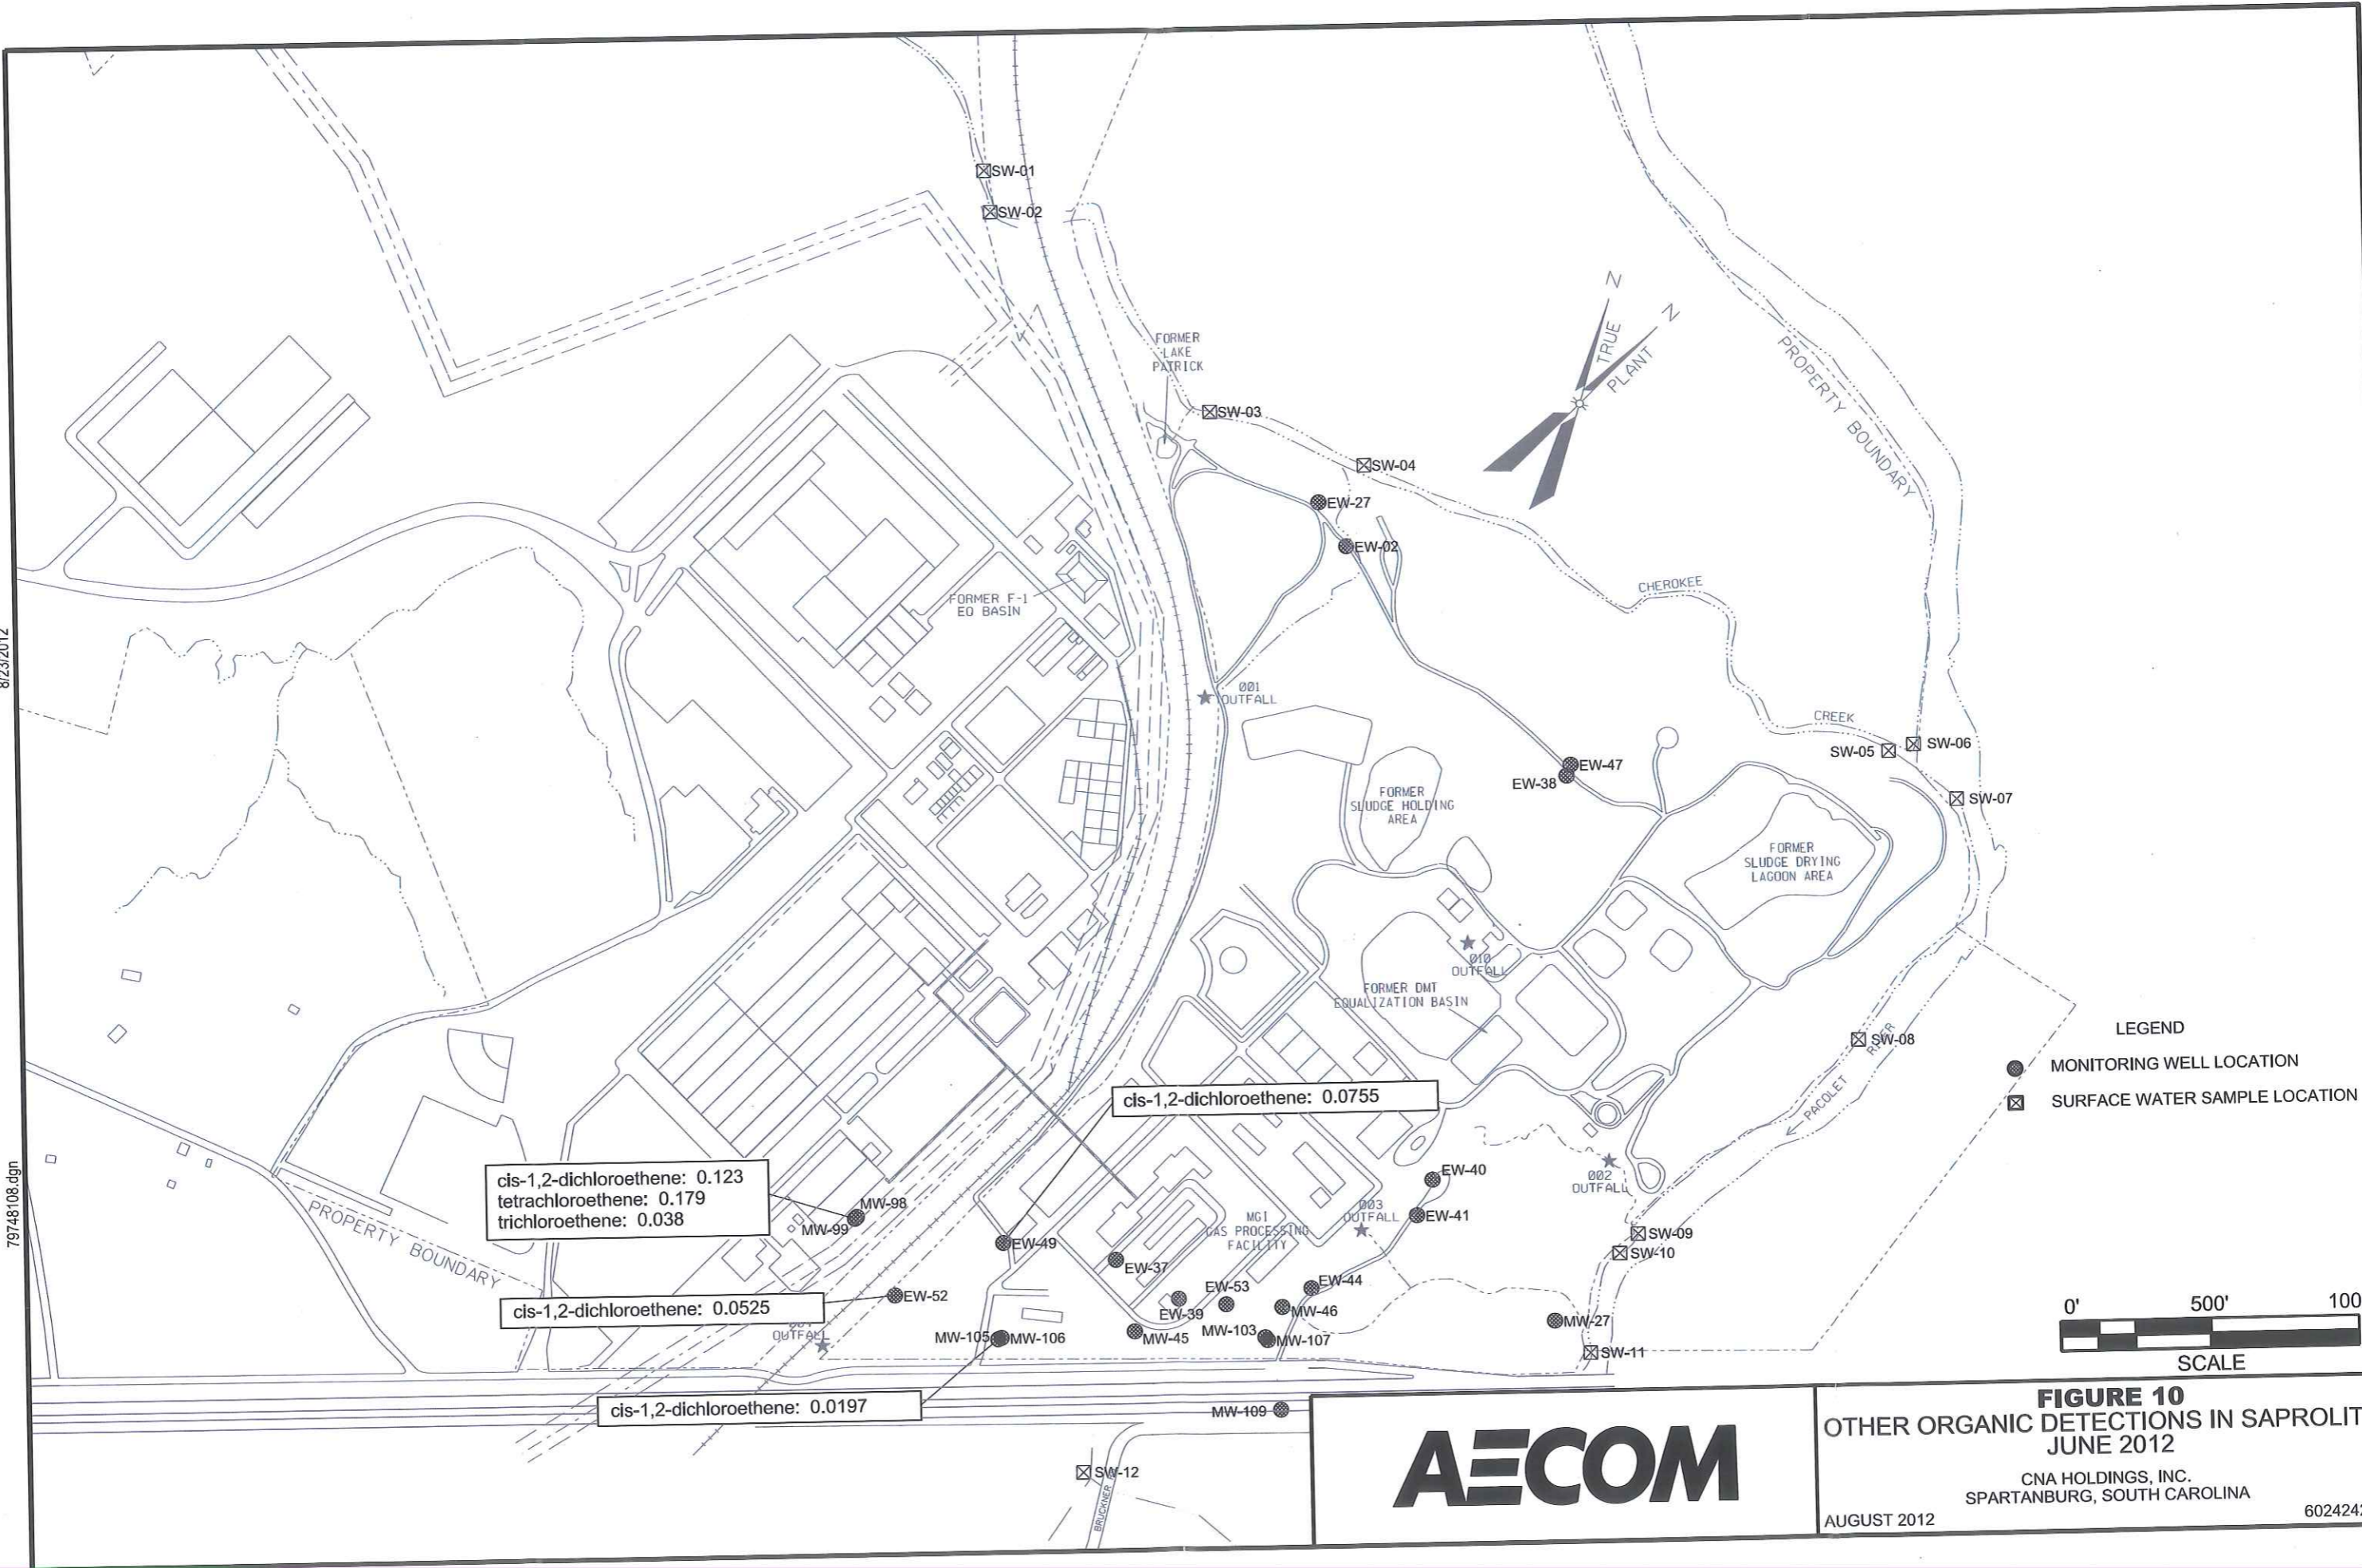 SW-01
SW-02
FORMER
LAKE
PATRICK
SW-03
SW-04
N
N
TRUE
PLANT
PROPERTY BOUNDARY
EW-27
EW-02
FORMER F-1
EQ BASIN
CHEROKEE
CREEK
8/23/2012
001
OUTFALL
SW-05
SW-06
SW-07
EW-47
EW-38
FORMER
SLUDGE HOLDING
AREA
FORMER
SLUDGE DRYING
LAGOON AREA
010
OUTFALL
FORMER DMT
EQUALIZATION BASIN
SW-08
PACOLET RIVER
LEGEND
MONITORING WELL LOCATION
SURFACE WATER SAMPLE LOCATION
cis-1,2-dichloroethene: 0.0755
cis-1,2-dichloroethene: 0.123
tetrachloroethene: 0.179
trichloroethene: 0.038
MW-98
MW-99
79748108.dgn
PROPERTY BOUNDARY
EW-49
EW-37
MGI
GAS PROCESSING
FACILITY
003
OUTFALL
EW-40
EW-41
002
OUTFALL
SW-09
SW-10
cis-1,2-dichloroethene: 0.0525
EW-52
EW-39
EW-53
EW-44
MW-46
MW-27
OUTFALL
MW-105
MW-106
MW-45
MW-103
MW-107
SW-11
0'
500'
100
SCALE
cis-1,2-dichloroethene: 0.0197
MW-109
SW-12
BRUCKNER
AECOM
FIGURE 10
OTHER ORGANIC DETECTIONS IN SAPROLIT
JUNE 2012
CNA HOLDINGS, INC.
SPARTANBURG, SOUTH CAROLINA
AUGUST 2012
6024242